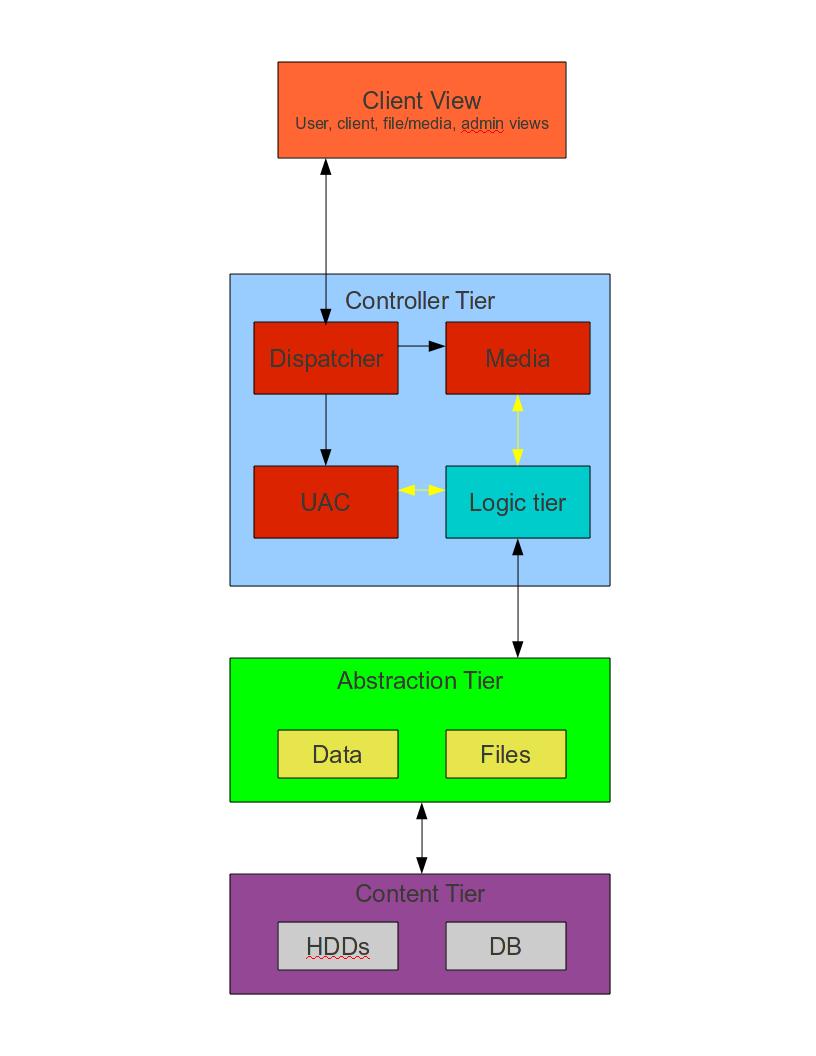 Client View
User, client, file/media, admin views
Controller Tier
Dispatcher
Media
UAC
Logic tier
Abstraction Tier
Data
Files
Content Tier
HDDs
DB